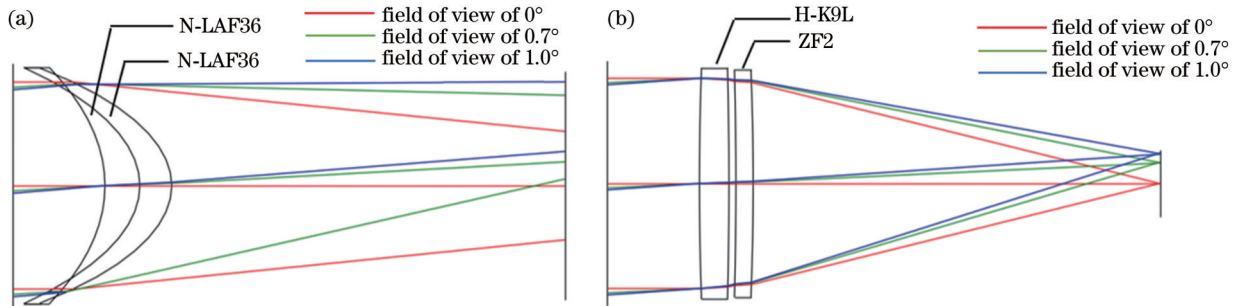 (a)
N-LAF36
N-LAF36
field of view of 0°
field of view of 0.7°
field of view of 1.0°
(b)
H-K9L
ZF2
field of view of 0°
field of view of 0.7°
field of view of 1.0°